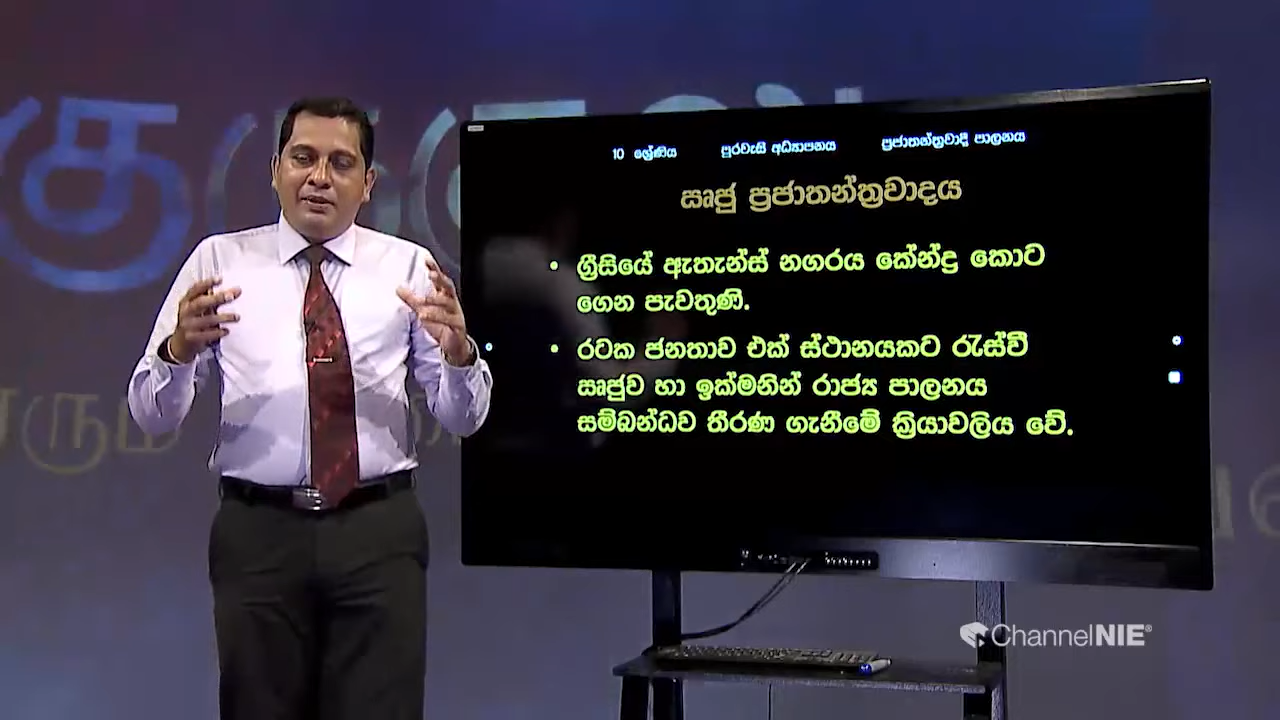 10 ශ්‍රේණිය පුරවැසි අධ්‍යාපනය ප්‍රජාතන්ත්‍රවාදී පාලනය
සෘජු ප්‍රජාතන්ත්‍රවාදය
• ග්‍රීසියේ ඇතැන්ස් නගරය කේන්ද්‍ර කොට
ගෙන පැවතුණි.
• රටක ජනතාව එක් ස්ථානයකට රැස්වී
සෘජුව හා ඉක්මනින් රාජ්‍ය පාලනය
සම්බන්ධව තීරණ ගැනීමේ ක්‍රියාවලිය වේ.
ChannelNIE®